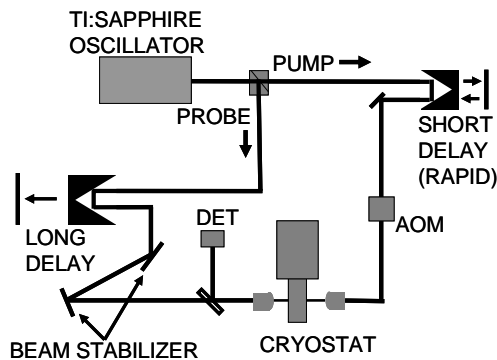 TI:SAPPHIRE
OSCILLATOR
PUMP
PROBE
SHORT
DELAY
(RAPID)
DET
AOM
LONG
DELAY
BEAM STABILIZER
CRYOSTAT